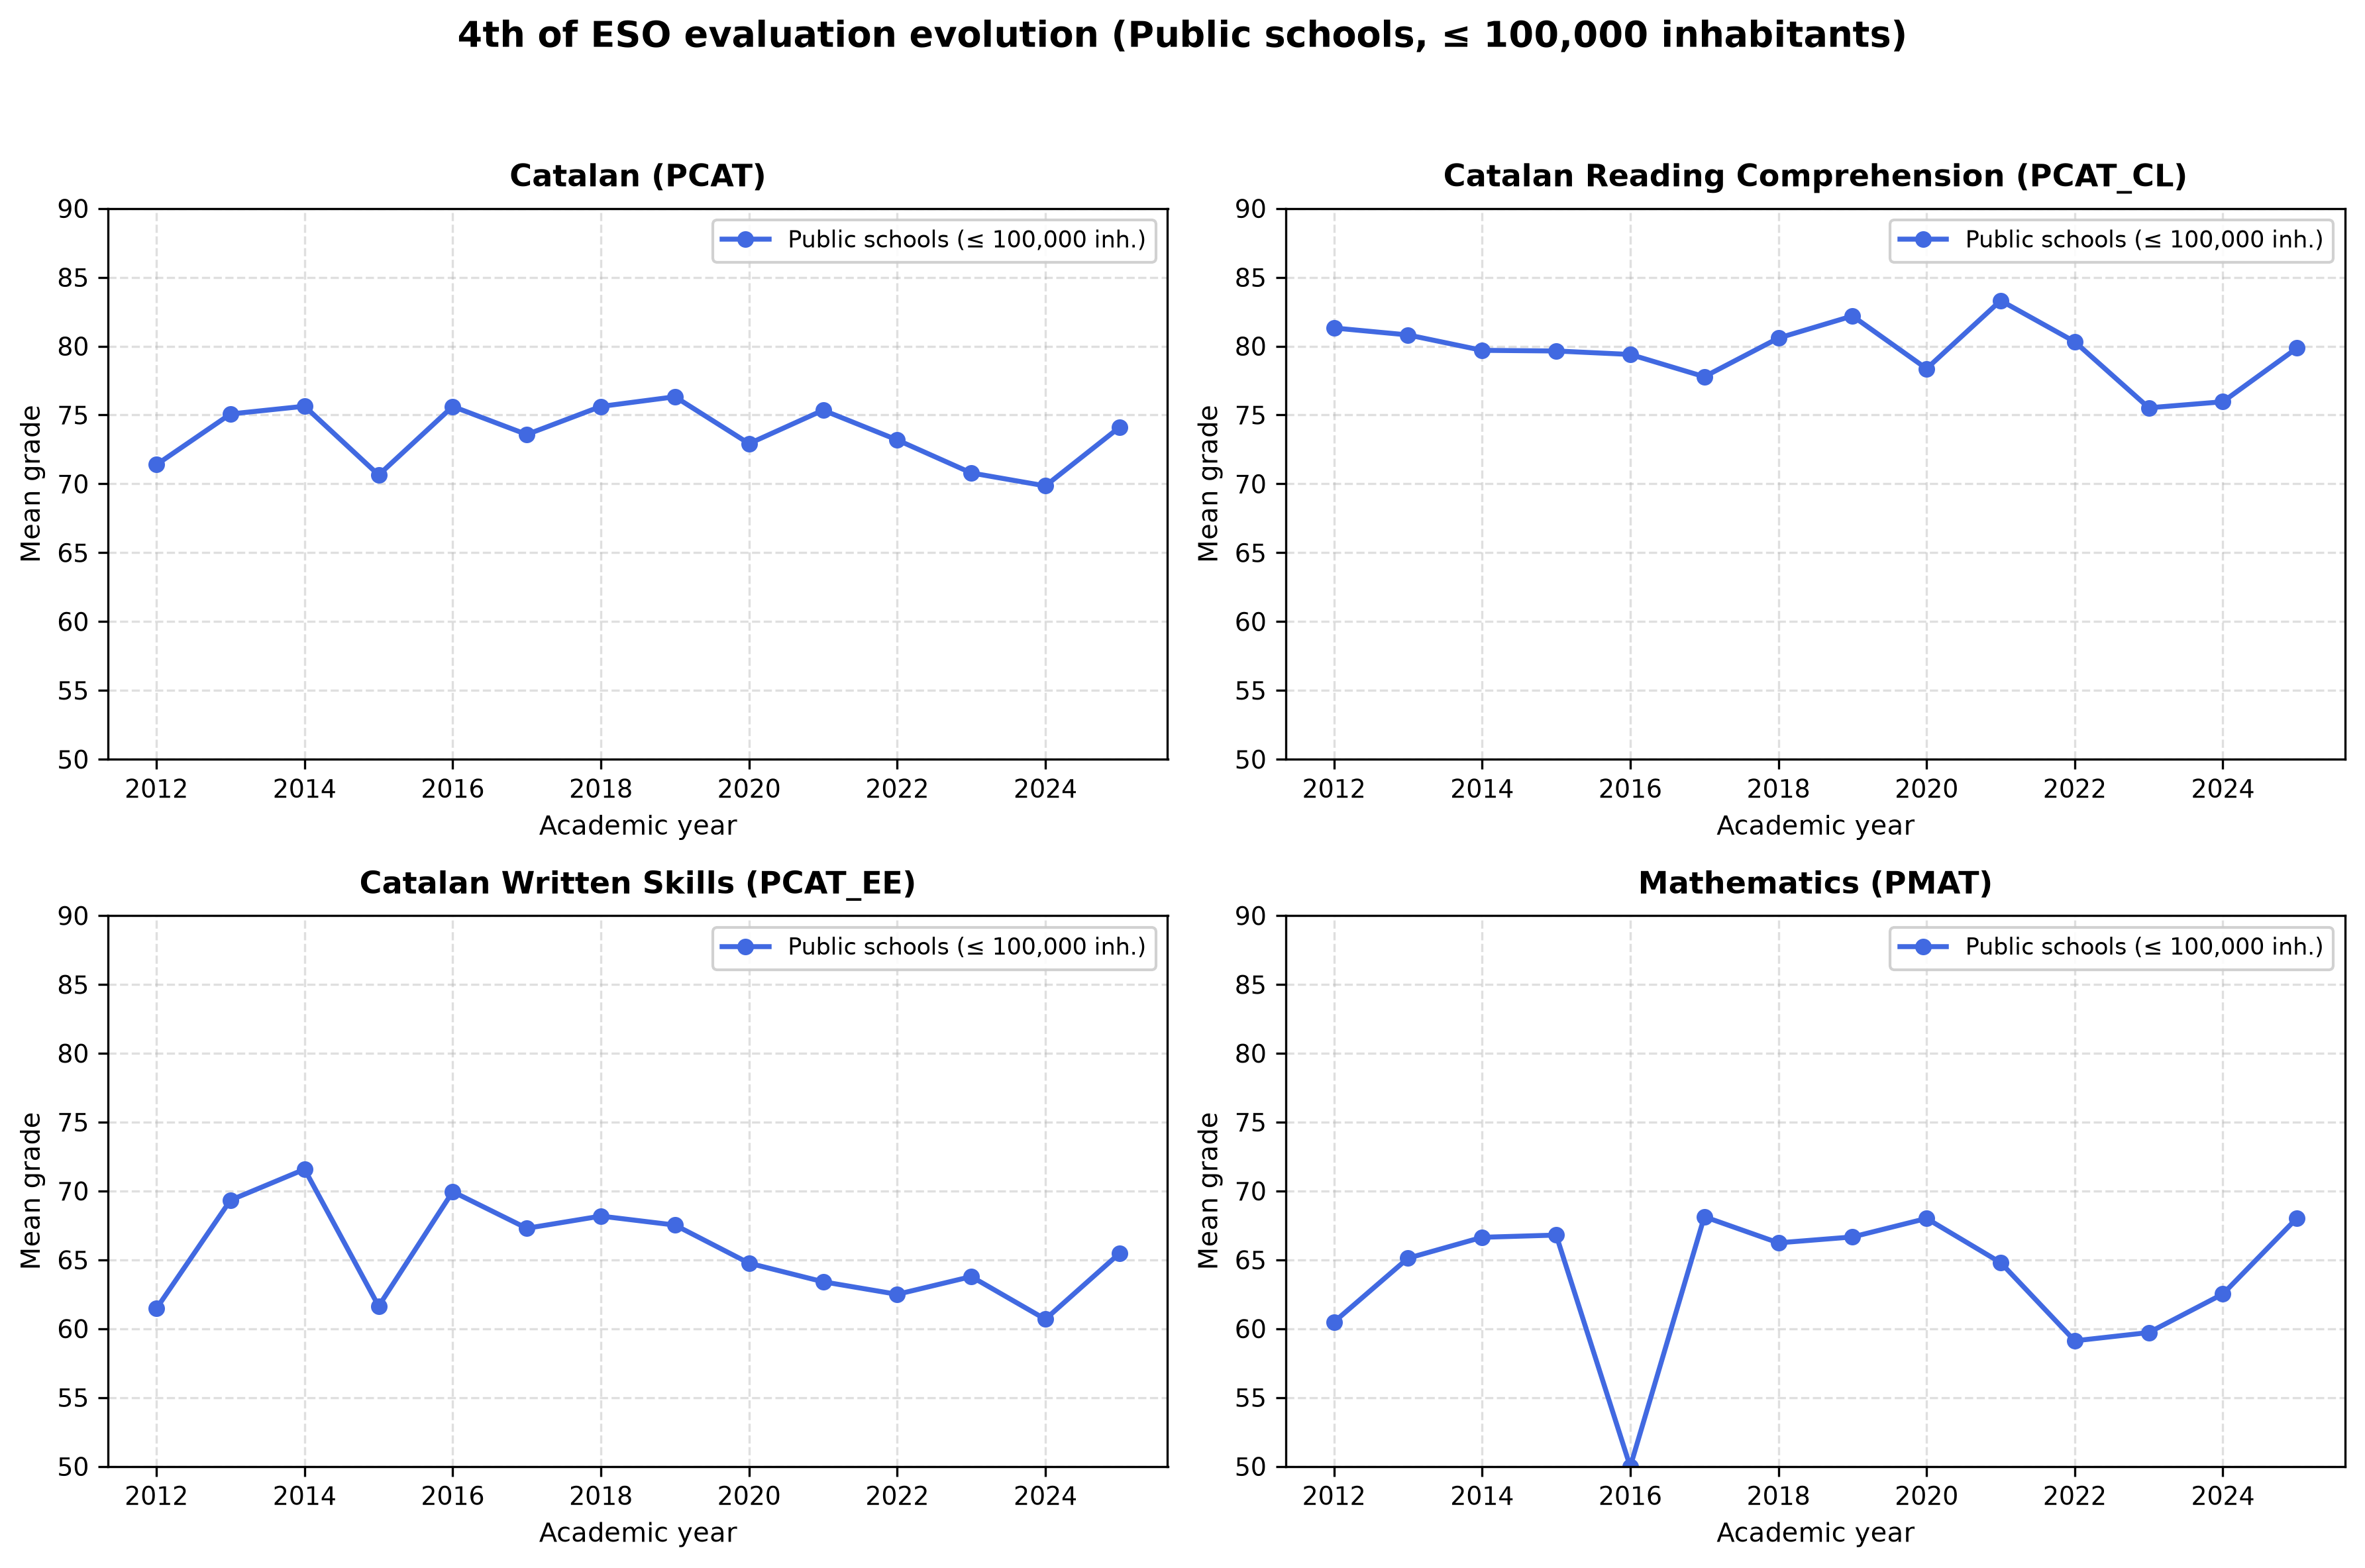 4th of ESO evaluation evolution (Public schools, ≤ 100,000 inhabitants)
Catalan (PCAT)
90
85
80
75
70
65
60
55
50
Mean grade
Public schools (≤ 100,000 inh.)
2012 2014 2016 2018 2020 2022 2024
Academic year
Catalan Reading Comprehension (PCAT_CL)
90
85
80
75
70
65
60
55
50
Mean grade
Public schools (≤ 100,000 inh.)
2012 2014 2016 2018 2020 2022 2024
Academic year
Catalan Written Skills (PCAT_EE)
90
85
80
75
70
65
60
55
50
Mean grade
Public schools (≤ 100,000 inh.)
2012 2014 2016 2018 2020 2022 2024
Academic year
Mathematics (PMAT)
90
85
80
75
70
65
60
55
50
Mean grade
Public schools (≤ 100,000 inh.)
2012 2014 2016 2018 2020 2022 2024
Academic year